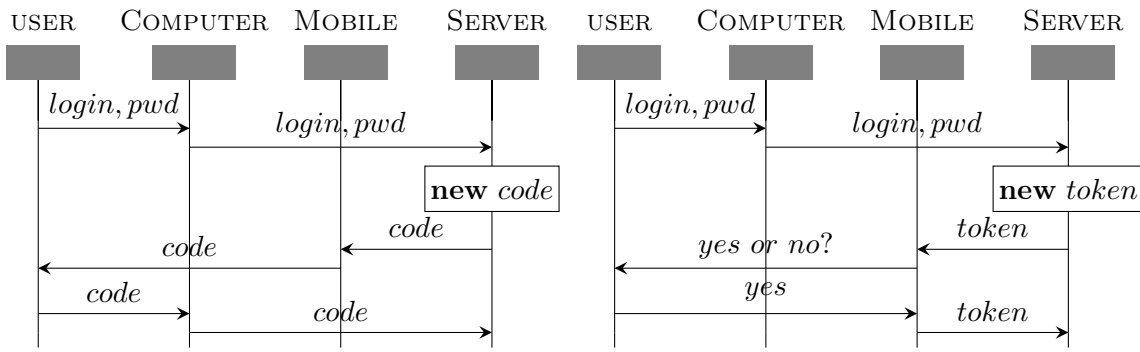 USER COMPUTER MOBILE SERVER USER COMPUTER MOBILE SERVER
login, pwd login, pwd
login, pwd login, pwd
new code new token
code token
code yes or no?
code yes
code token